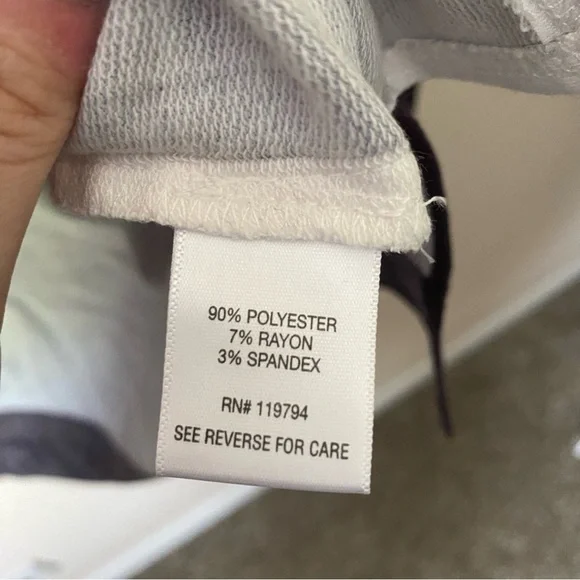 90% POLYESTER
7% RAYON
3% SPANDEX
RN# 119794
SEE REVERSE FOR CARE